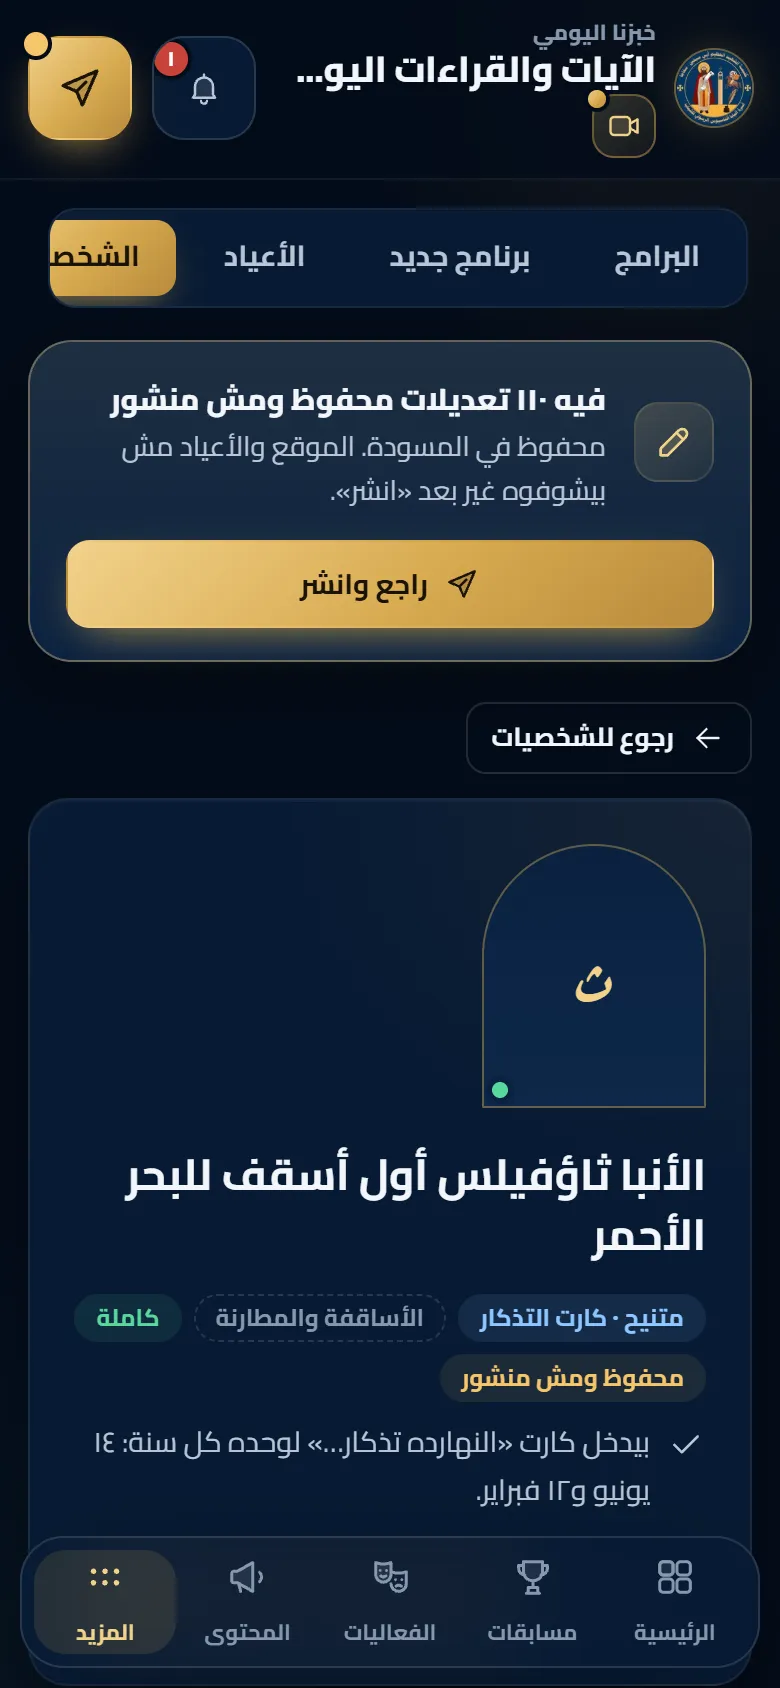 خبزنا اليومي
الآيات والقراءات اليو...
١
البرامج
برنامج جديد
الأعياد
الشخص
فيه ١١٠ تعديلات محفوظ ومش منشور
محفوظ في المسودة. الموقع والأعياد مش
بيشوفوه غير بعد «انشر».
راجع وانشر
رجوع للشخصيات
ث
الأنبا ثاؤفيلس أول أسقف للبحر
الأحمر
متنيح · كارت التذكار
الأساقفة والمطارنة
كاملة
محفوظ ومش منشور
بيدخل كارت «النهارده تذكار...» لوحده كل سنة: ١٤
يونيو و١٢ فبراير.
الرئيسية
مسابقات
الفعاليات
المحتوى
المزيد